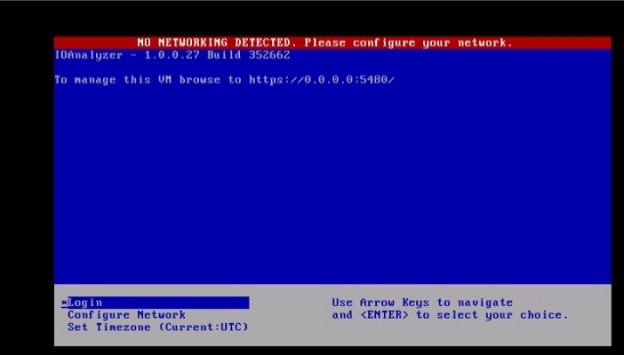 NO NETWORKING DETECTED. Please configure your network.
IOAnalyzer - 1.0.0.27 Build 352662
To manage this VM browse to https://0.0.0.0:5480/
*Login
Use Arrow Keys to navigate
Configure Network
and <ENTER> to select your choice.
Set Timezone (Current:UTC)